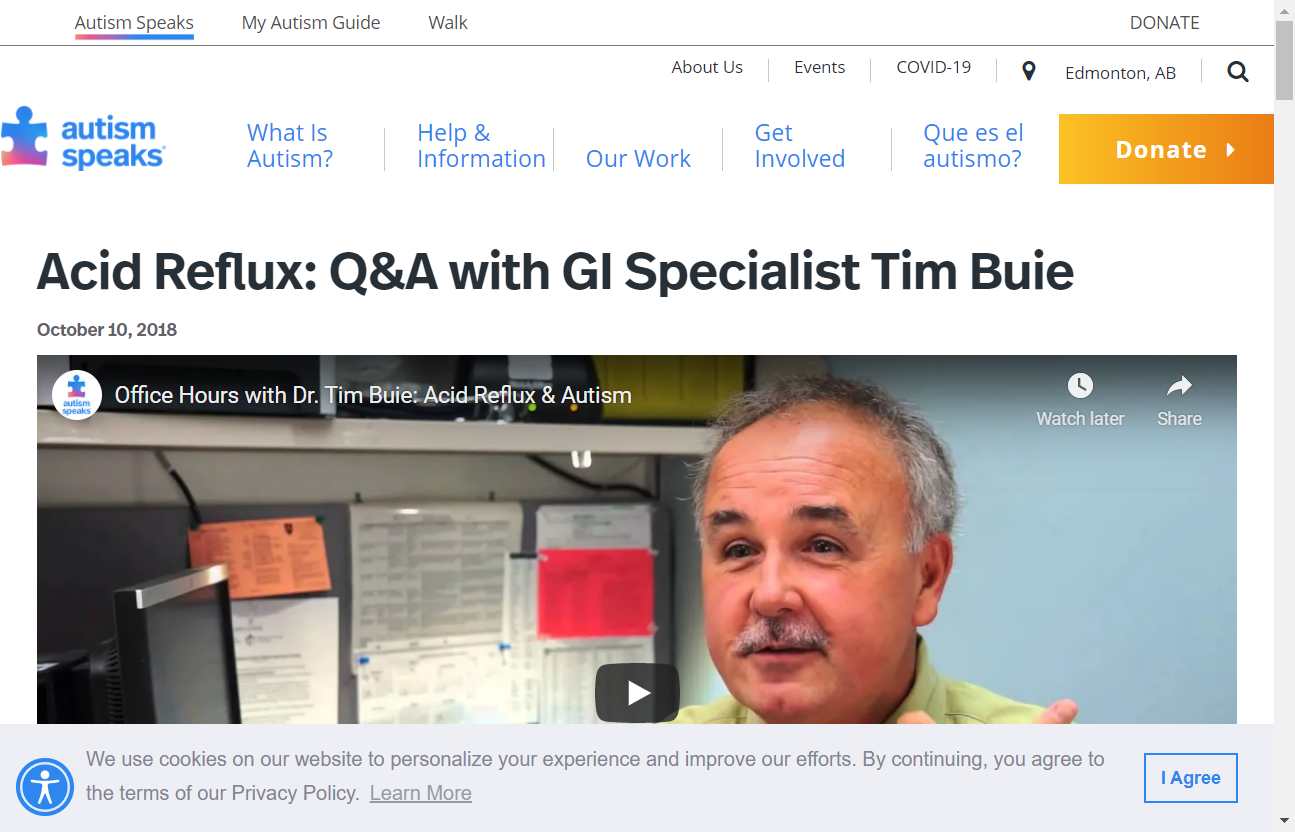 Autism Speaks My Autism Guide Walk DONATE
About Us Events COVID-19 Edmonton, AB
autism
speaks
What Is
Autism?
Help &
Information
Our Work
Get
Involved
Que es el
autismo?
Donate
Acid Reflux: Q&A with GI Specialist Tim Buie
October 10, 2018
autism
speaks
Office Hours with Dr. Tim Buie: Acid Reflux & Autism
Watch later Share
We use cookies on our website to personalize your experience and improve our efforts. By continuing, you agree to
the terms of our Privacy Policy. Learn More
I Agree